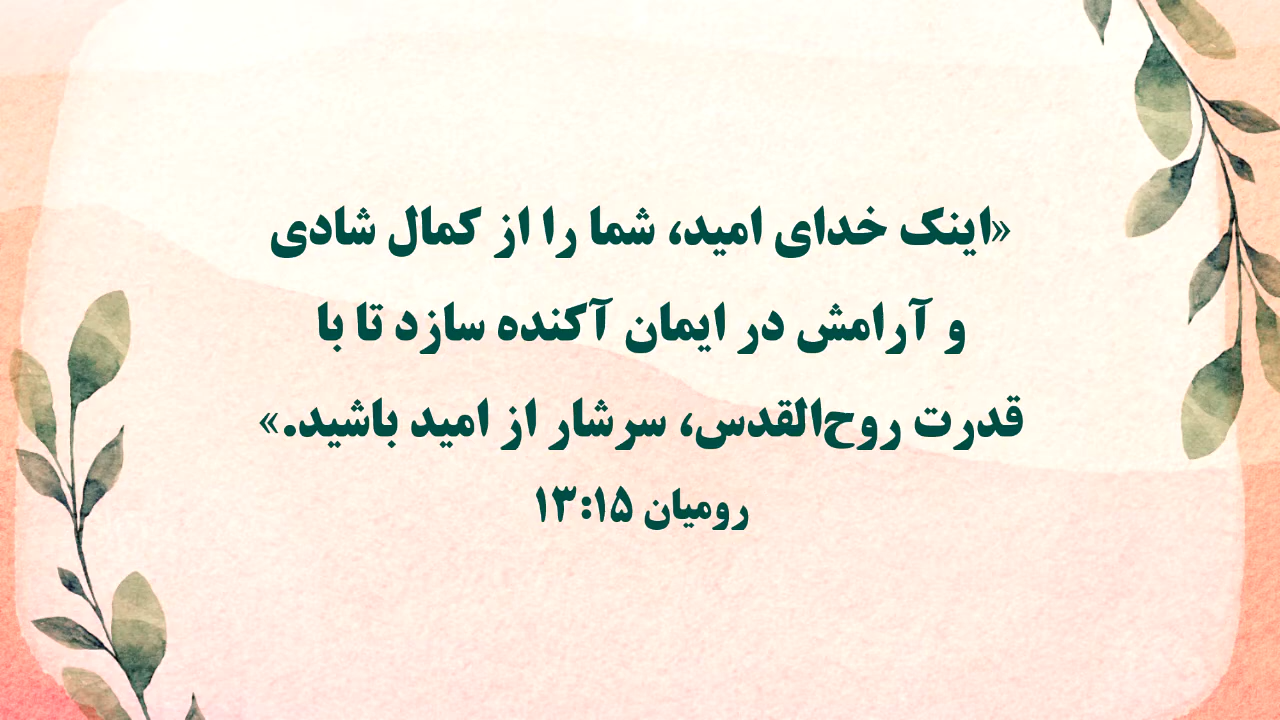 «اینک خدای امید، شما را از کمال شادی
و آرامش در ایمان آکنده سازد تا با
قدرت روح‌القدس، سرشار از امید باشید.»
رومیان ۱۳:۱۵